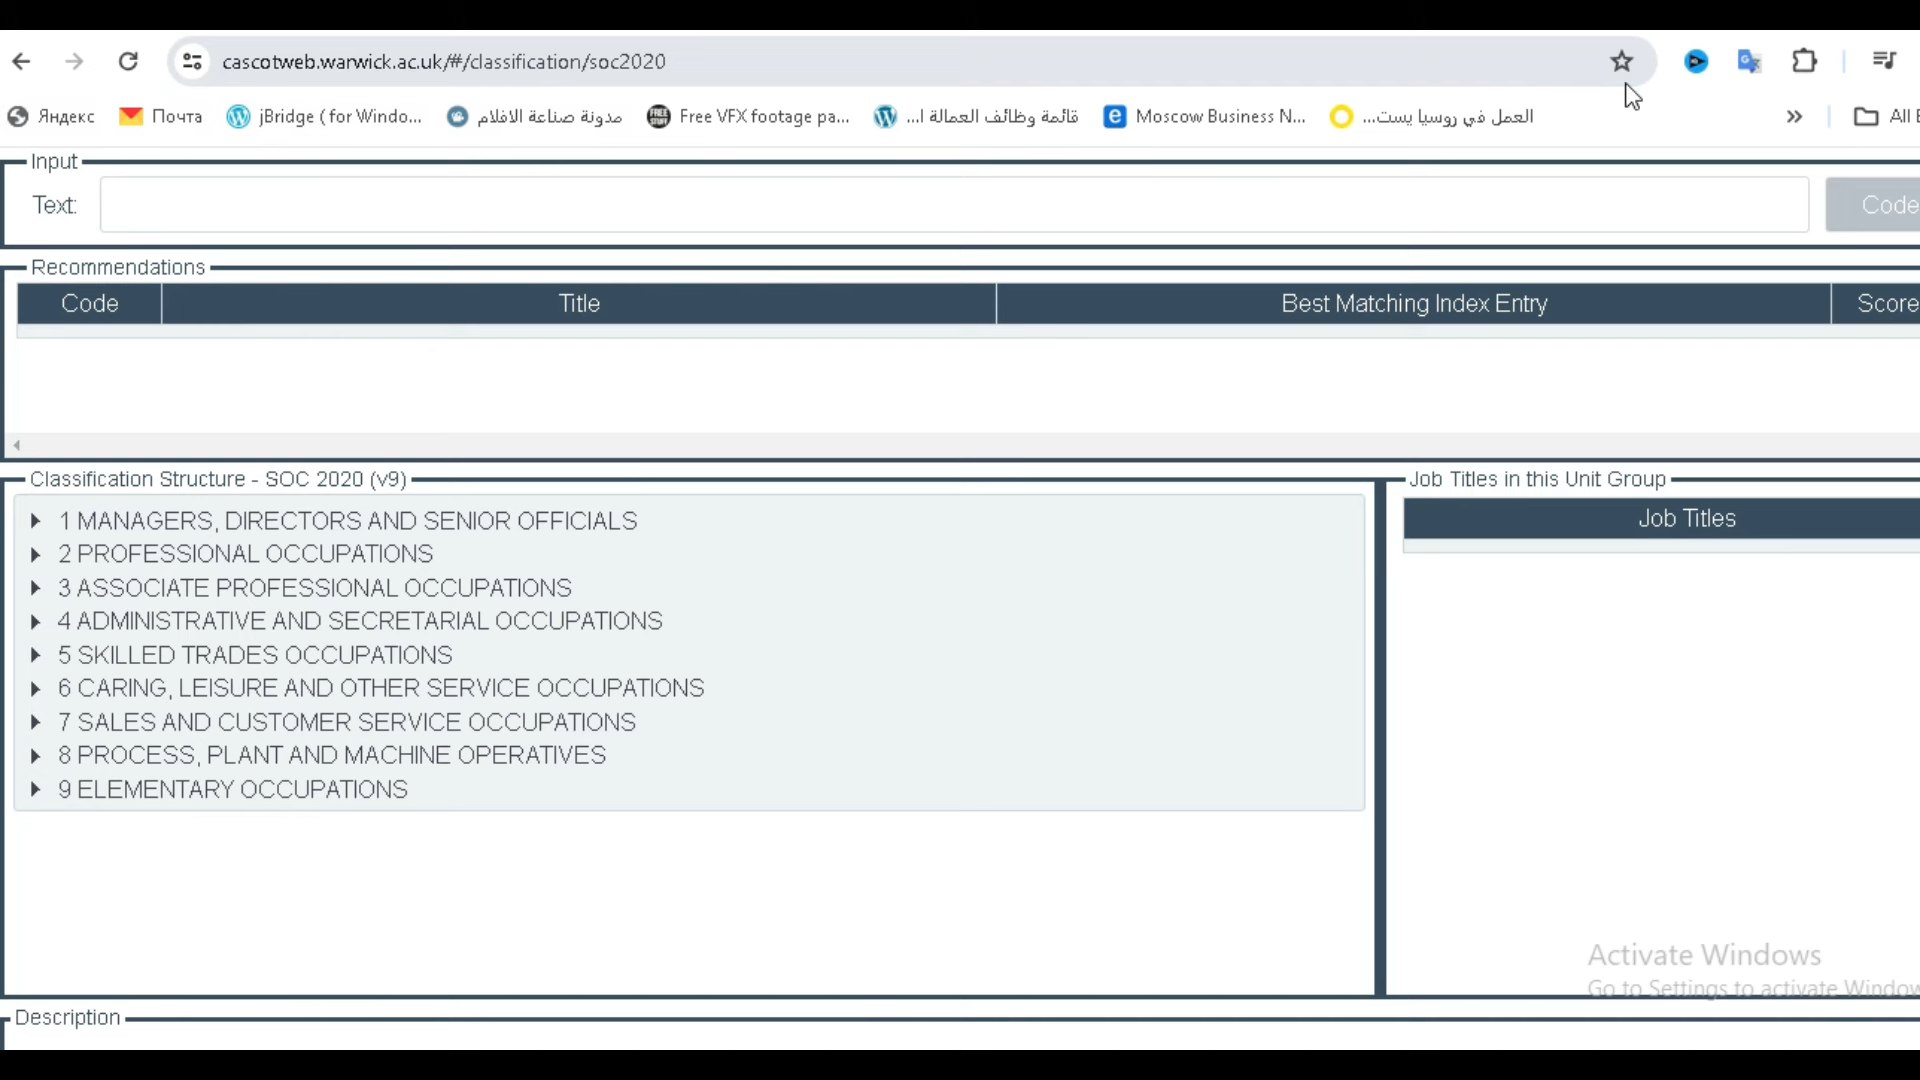 cascotweb.warwick.ac.uk/#/classification/soc2020
Яндекс Почта jBridge ( for Windo... مدونة صناعة الافلام Free VFX footage pa... قائمة وظائف العمالة ا... Moscow Business N... العمل في روسيا يست... » All
Input
Text: Code
Recommendations
Code Title Best Matching Index Entry Score
Classification Structure - SOC 2020 (v9)
1 MANAGERS, DIRECTORS AND SENIOR OFFICIALS
2 PROFESSIONAL OCCUPATIONS
3 ASSOCIATE PROFESSIONAL OCCUPATIONS
4 ADMINISTRATIVE AND SECRETARIAL OCCUPATIONS
5 SKILLED TRADES OCCUPATIONS
6 CARING, LEISURE AND OTHER SERVICE OCCUPATIONS
7 SALES AND CUSTOMER SERVICE OCCUPATIONS
8 PROCESS, PLANT AND MACHINE OPERATIVES
9 ELEMENTARY OCCUPATIONS
Job Titles in this Unit Group
Job Titles
Activate Windows
Go to Settings to activate Window
Description